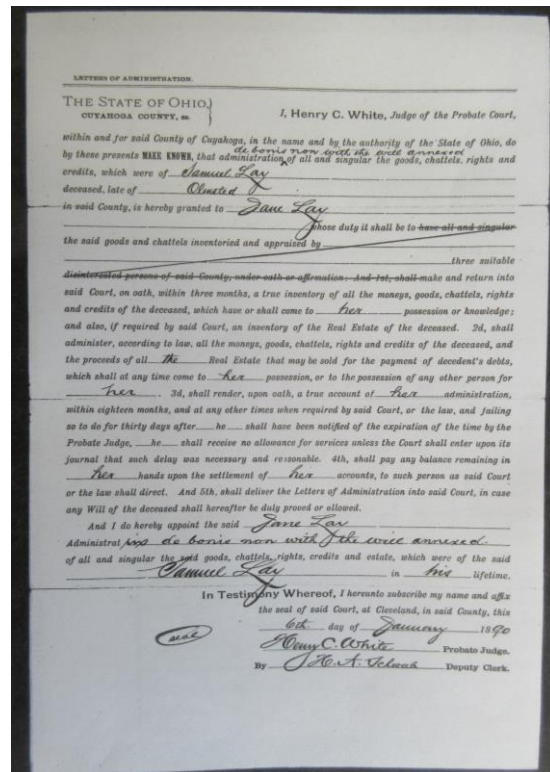 LETTERS OF ADMINISTRATION.
THE STATE OF OHIO, }
CUYAHOGA COUNTY, ss. }
I, Henry C. White, Judge of the Probate Court,
within and for said County of Cuyahoga, in the name and by the authority of the State of Ohio, do
de bonis non with the will annexed
by these presents MAKE KNOWN, that administration ^ of all and singular the goods, chattels, rights and
credits, which were of Samuel Lay
deceased, late of Olmsted
in said County, is hereby granted to Jane Lay
whose duty it shall be to have all and singular
the said goods and chattels inventoried and appraised by
three suitable
disinterested persons of said County, under oath or affirmation: And 1st, shall make and return into
said Court, on oath, within three months, a true inventory of all the moneys, goods, chattels, rights
and credits of the deceased, which have or shall come to her possession or knowledge;
and also, if required by said Court, an inventory of the Real Estate of the deceased. 2d, shall
administer, according to law, all the moneys, goods, chattels, rights and credits of the deceased, and
the proceeds of all the Real Estate that may be sold for the payment of decedent's debts,
which shall at any time come to her possession, or to the possession of any other person for
her. 3d, shall render, upon oath, a true account of her administration,
within eighteen months, and at any other times when required by said Court, or the law, and failing
so to do for thirty days after he shall have been notified of the expiration of the time by the
Probate Judge, he shall receive no allowance for services unless the Court shall enter upon its
journal that such delay was necessary and reasonable. 4th, shall pay any balance remaining in
her hands upon the settlement of her accounts, to such person as said Court
or the law shall direct. And 5th, shall deliver the Letters of Administration into said Court, in case
any Will of the deceased shall hereafter be duly proved or allowed.
And I do hereby appoint the said Jane Lay
Administratrix de bonis non with the will annexed
of all and singular the said goods, chattels, rights, credits and estate, which were of the said
Samuel Lay in his lifetime.
In Testimony Whereof, I hereunto subscribe my name and affix
the seal of said Court, at Cleveland, in said County, this
6th day of January 1890
seal
Henry C. White Probate Judge.
By H. A. Schwab Deputy Clerk.